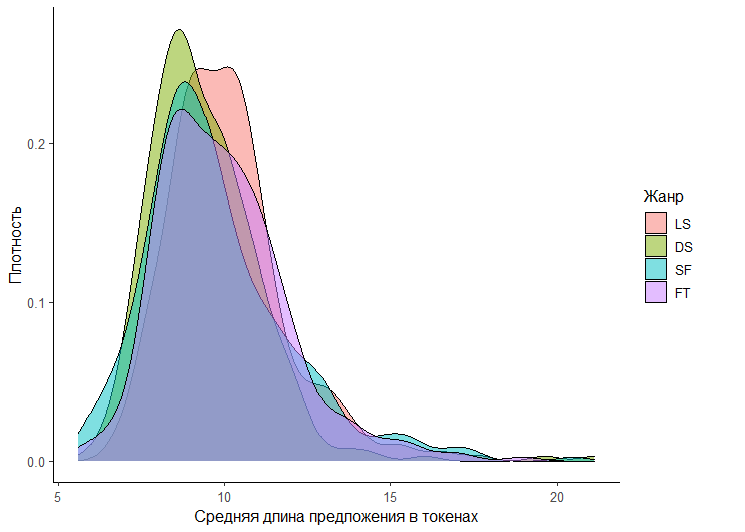 Плотность
0.2
0.1
0.0
5
10
15
20
Средняя длина предложения в токенах
Жанр
LS
DS
SF
FT